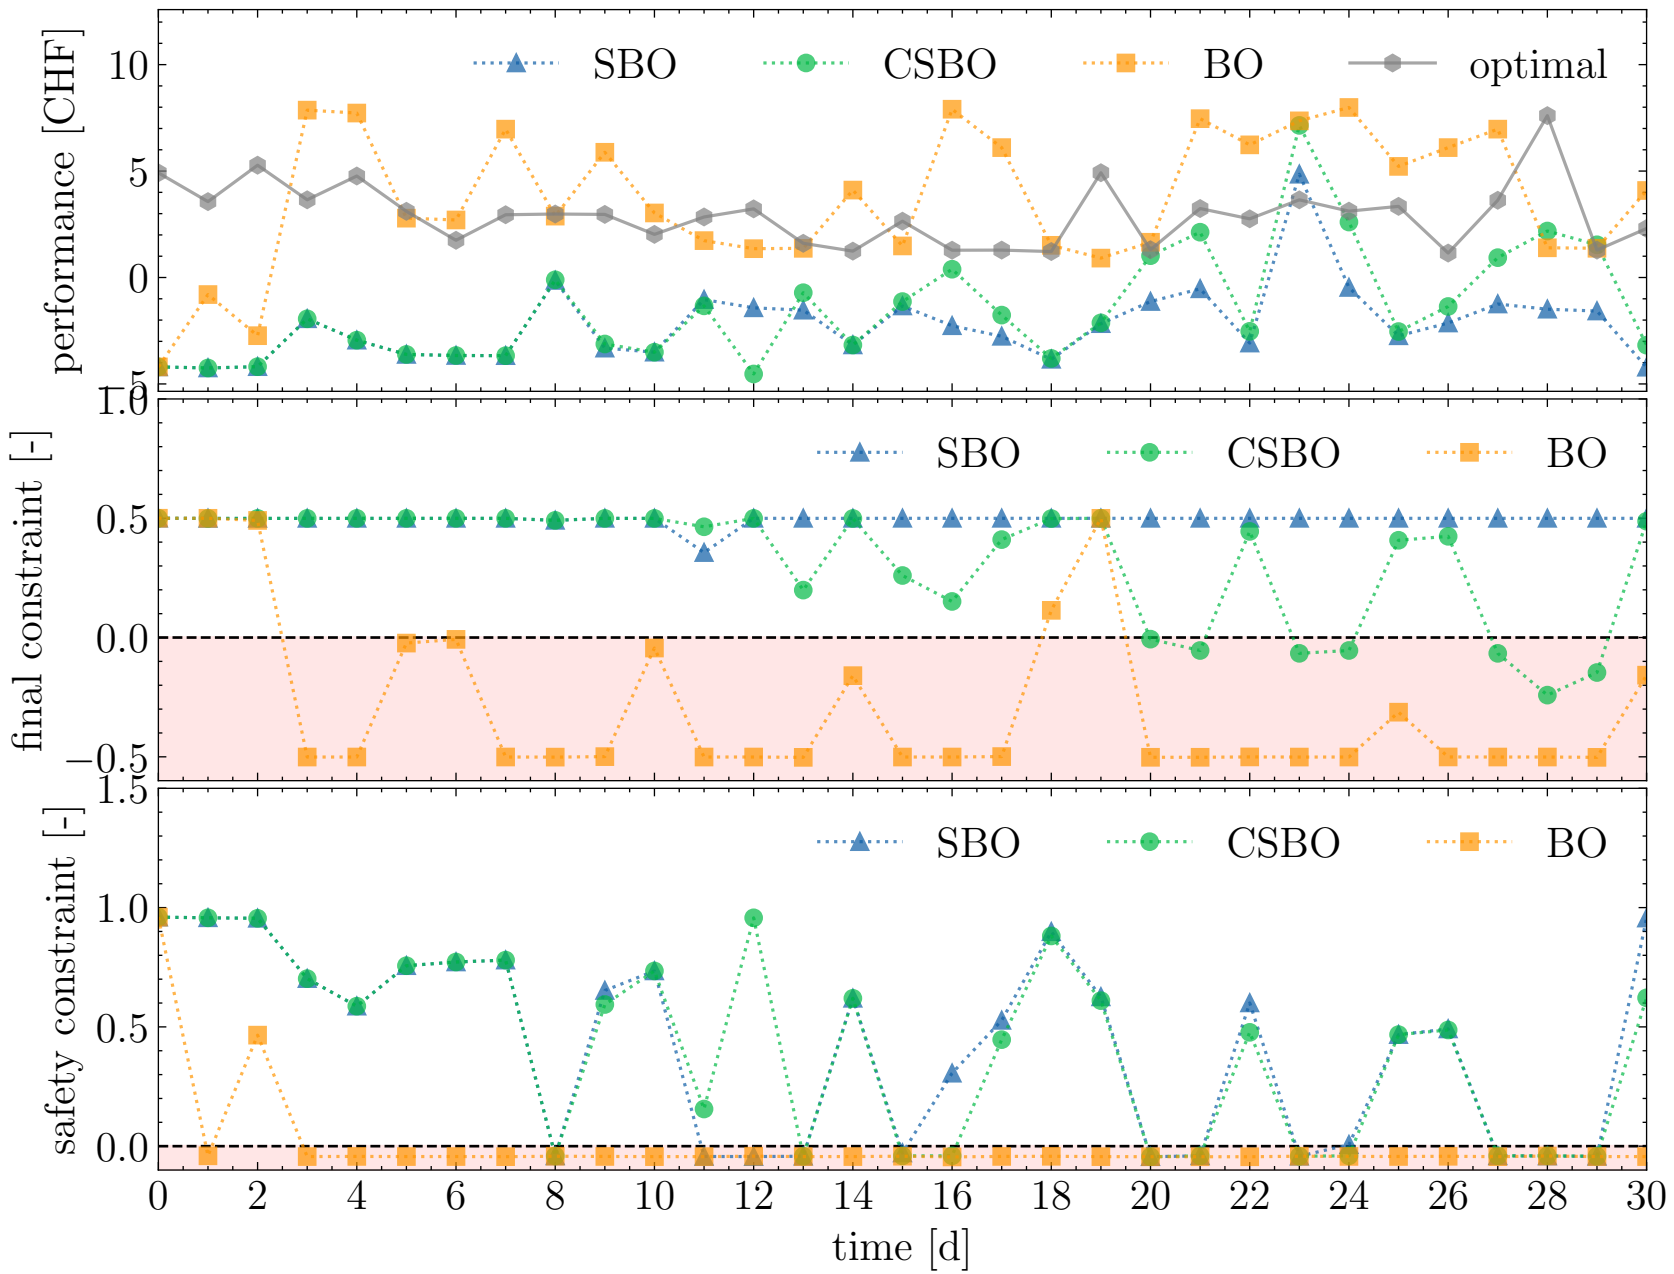 performance [CHF]
10
5
0
−5
SBO
CSBO
BO
optimal
final constraint [-]
1.0
0.5
0.0
−0.5
SBO
CSBO
BO
safety constraint [-]
1.5
1.0
0.5
0.0
SBO
CSBO
BO
0 2 4 6 8 10 12 14 16 18 20 22 24 26 28 30
time [d]